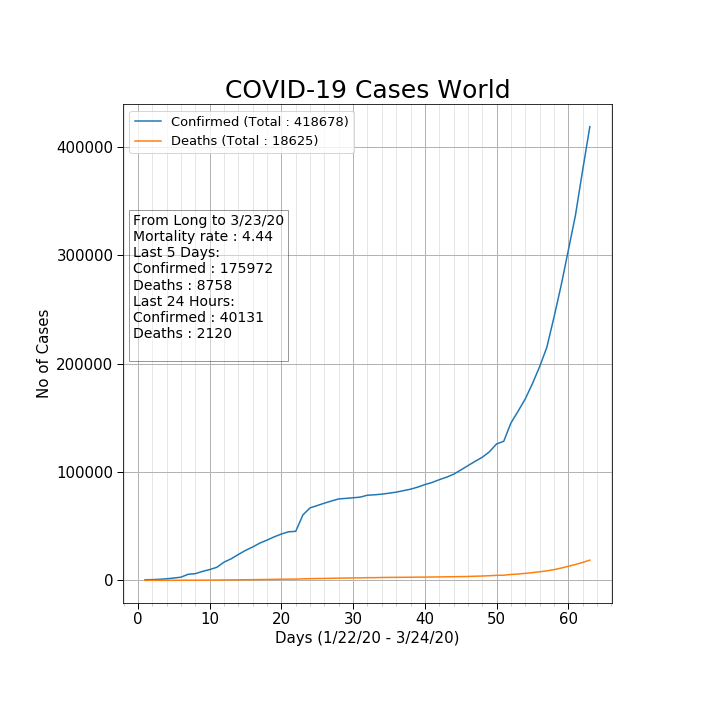 COVID-19 Cases World
Confirmed (Total : 418678)
Deaths (Total : 18625)
From Long to 3/23/20
Mortality rate : 4.44
Last 5 Days:
Confirmed : 175972
Deaths : 8758
Last 24 Hours:
Confirmed : 40131
Deaths : 2120
No of Cases
400000
300000
200000
100000
0
0 10 20 30 40 50 60
Days (1/22/20 - 3/24/20)